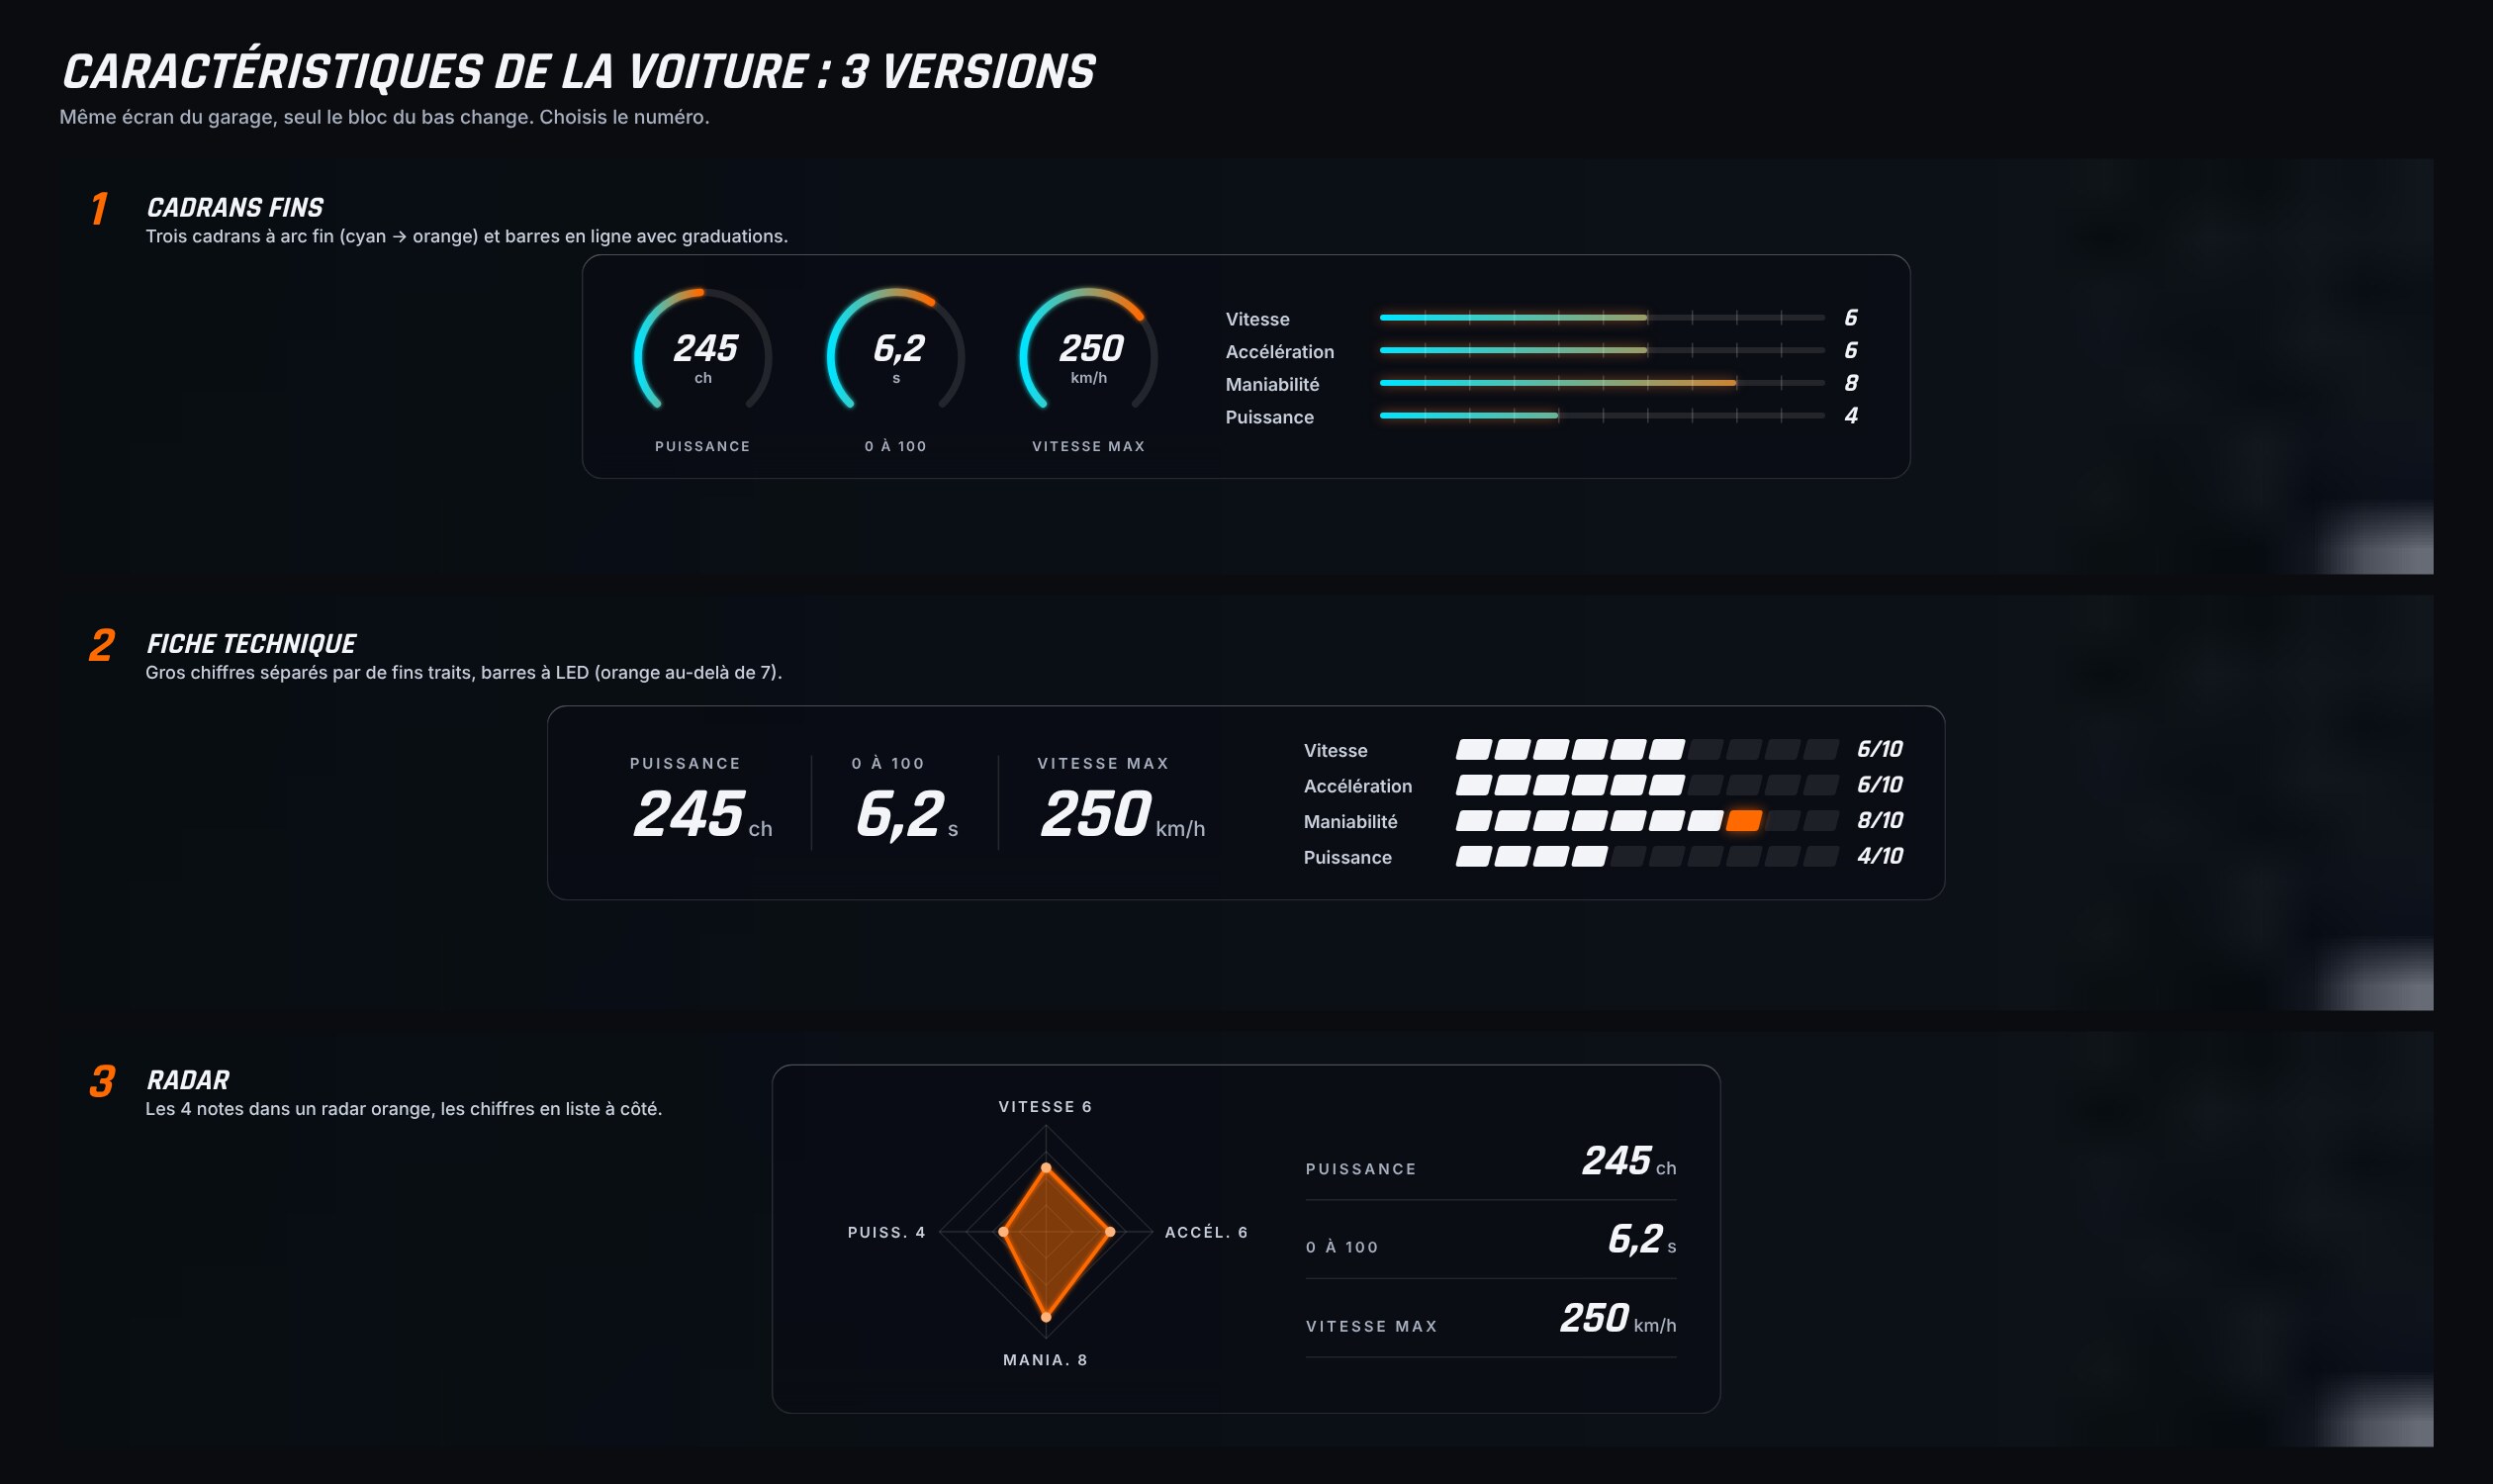 CARACTÉRISTIQUES DE LA VOITURE : 3 VERSIONS
Même écran du garage, seul le bloc du bas change. Choisis le numéro.
1
CADRANS FINS
Trois cadrans à arc fin (cyan → orange) et barres en ligne avec graduations.
245
ch
PUISSANCE
6,2
s
0 À 100
250
km/h
VITESSE MAX
Vitesse 6
Accélération 6
Maniabilité 8
Puissance 4
2
FICHE TECHNIQUE
Gros chiffres séparés par de fins traits, barres à LED (orange au-delà de 7).
PUISSANCE
245 ch
0 À 100
6,2 s
VITESSE MAX
250 km/h
Vitesse 6/10
Accélération 6/10
Maniabilité 8/10
Puissance 4/10
3
RADAR
Les 4 notes dans un radar orange, les chiffres en liste à côté.
VITESSE 6
PUISS. 4
ACCÉL. 6
MANIA. 8
PUISSANCE 245 ch
0 À 100 6,2 s
VITESSE MAX 250 km/h